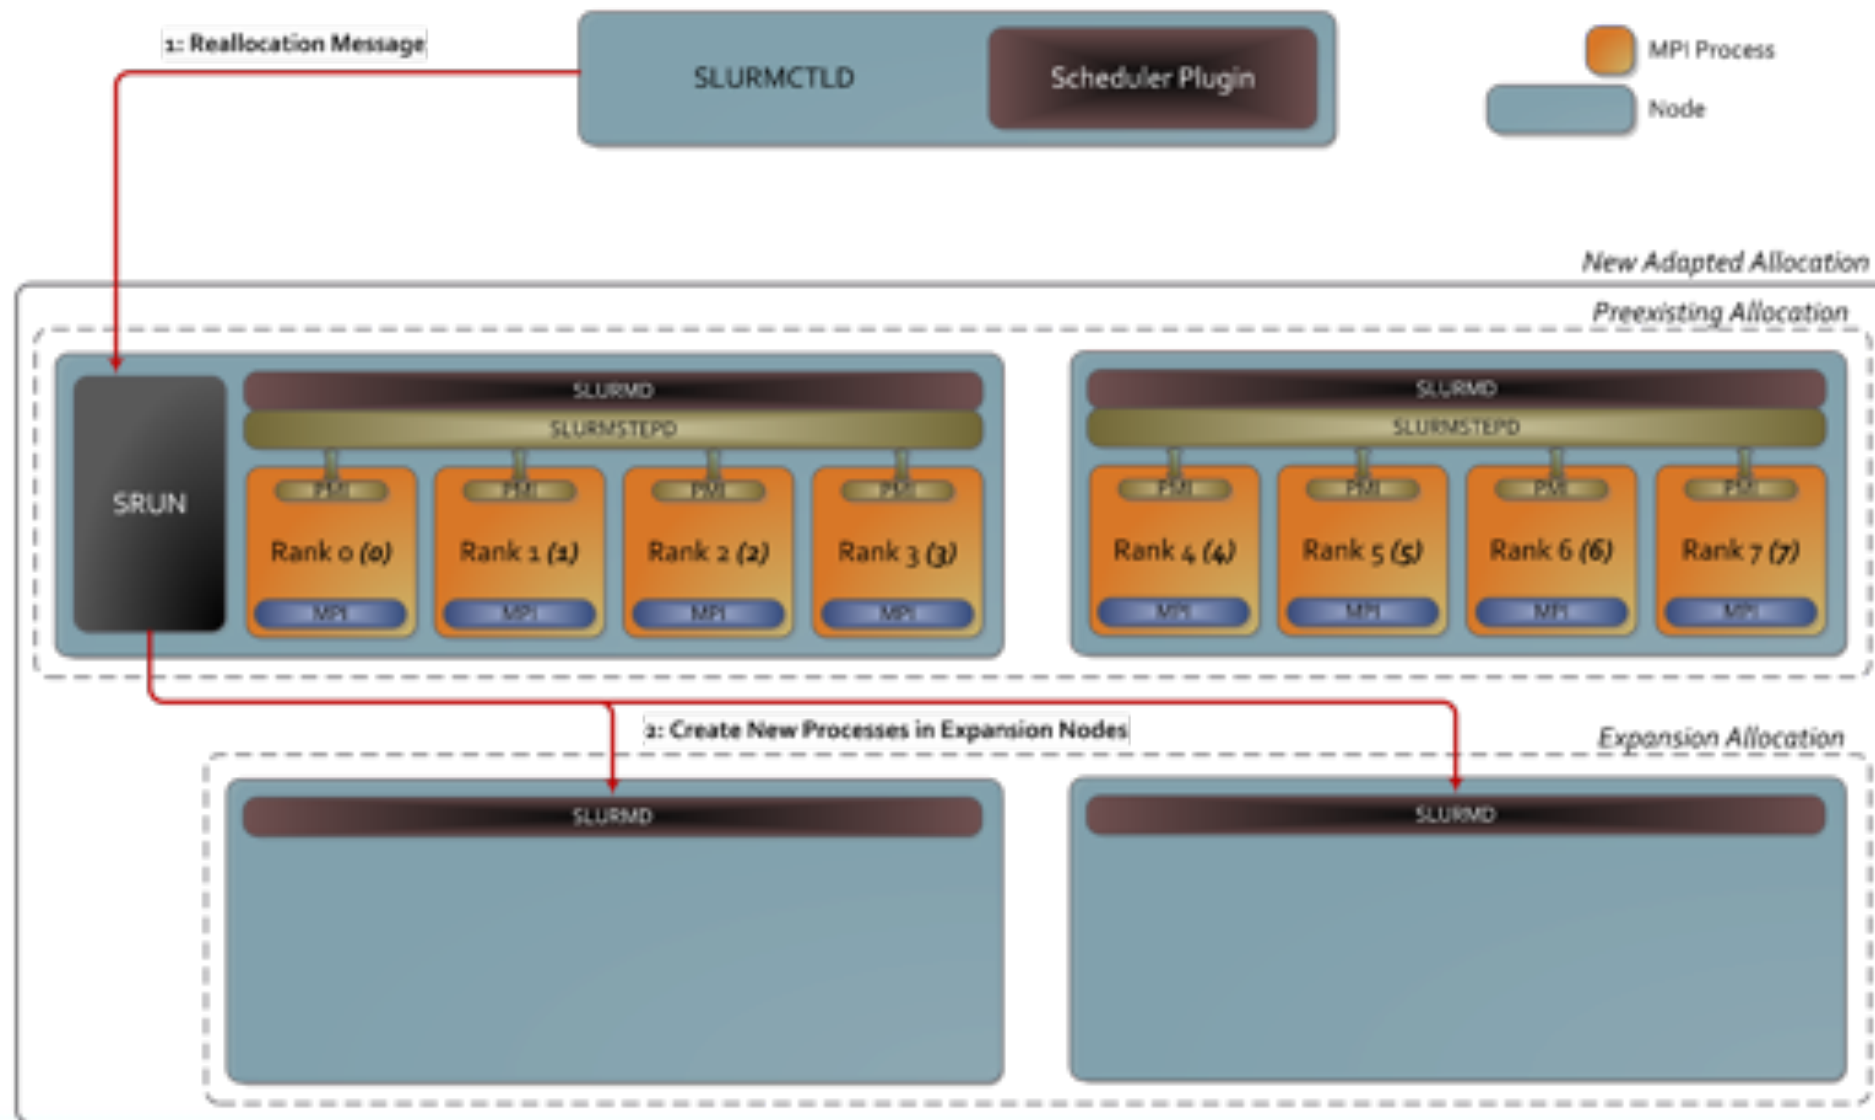 1: Reallocation Message
SLURMCTLD
Scheduler Plugin
MPI Process
Node
New Adapted Allocation
Preexisting Allocation
SRUN
SLURMD
SLURMSTEPD
PMI PMI PMI PMI
Rank 0 (0) Rank 1 (1) Rank 2 (2) Rank 3 (3)
MPI MPI MPI MPI
SLURMD
SLURMSTEPD
PMI PMI PMI PMI
Rank 4 (4) Rank 5 (5) Rank 6 (6) Rank 7 (7)
MPI MPI MPI MPI
2: Create New Processes in Expansion Nodes
Expansion Allocation
SLURMD
SLURMD